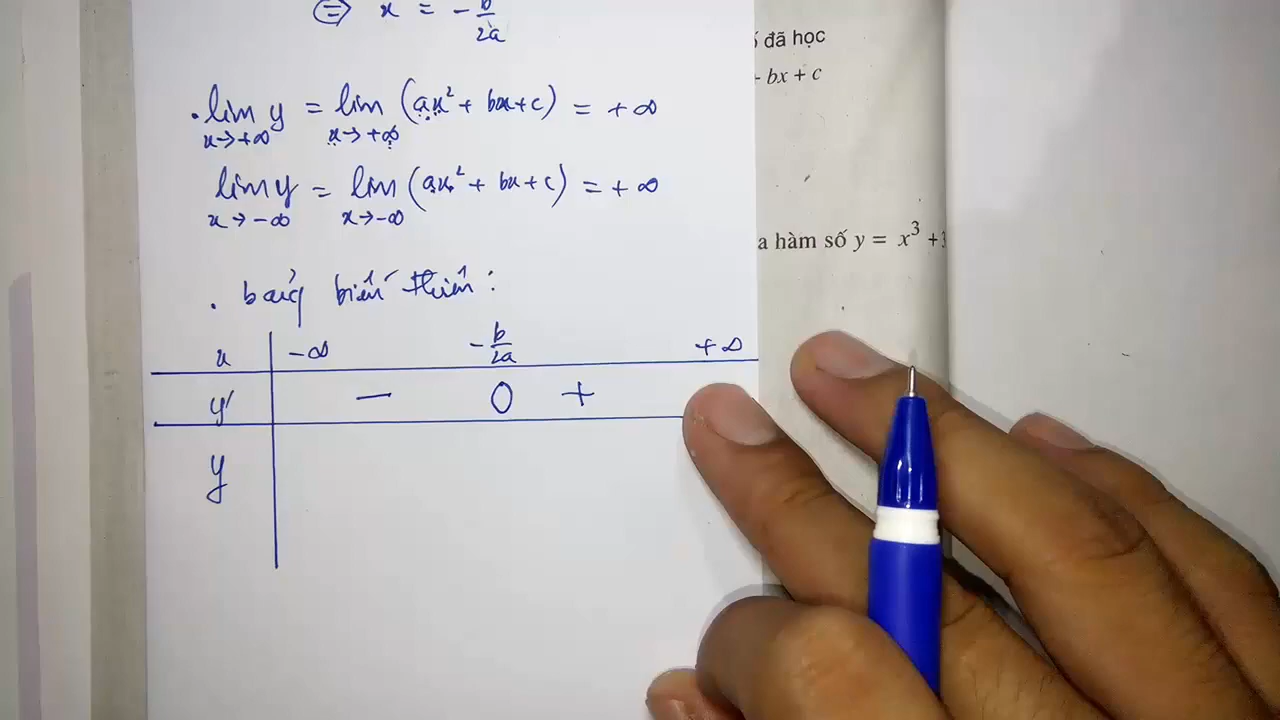 ⇔ x = -b/2a
. lim y = lim (ax² + bx + c) = +∞
x→+∞ x→+∞
lim y = lim (ax² + bx + c) = +∞
x→-∞ x→-∞
. bảng biến thiên :
x -∞ -b/2a +∞
y' - 0 +
y
đã học
- bx + c
a hàm số y = x³ + 3